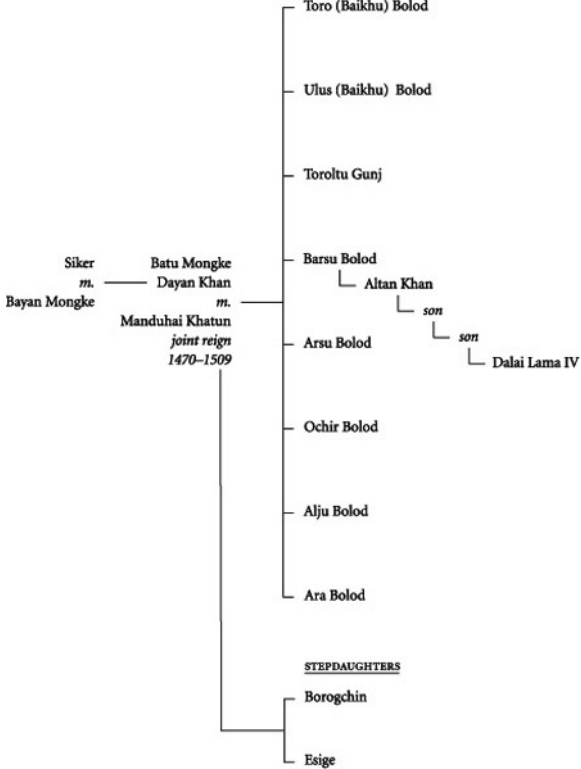 Toro (Baikhu) Bolod
Ulus (Baikhu) Bolod
Toroltu Gunj
Siker
m.
Bayan Mongke
Batu Mongke
Dayan Khan
m.
Manduhai Khatun
joint reign
1470–1509
Barsu Bolod
Altan Khan
son
son
Dalai Lama IV
Arsu Bolod
Ochir Bolod
Alju Bolod
Ara Bolod
STEPDAUGHTERS
Borogchin
Esige